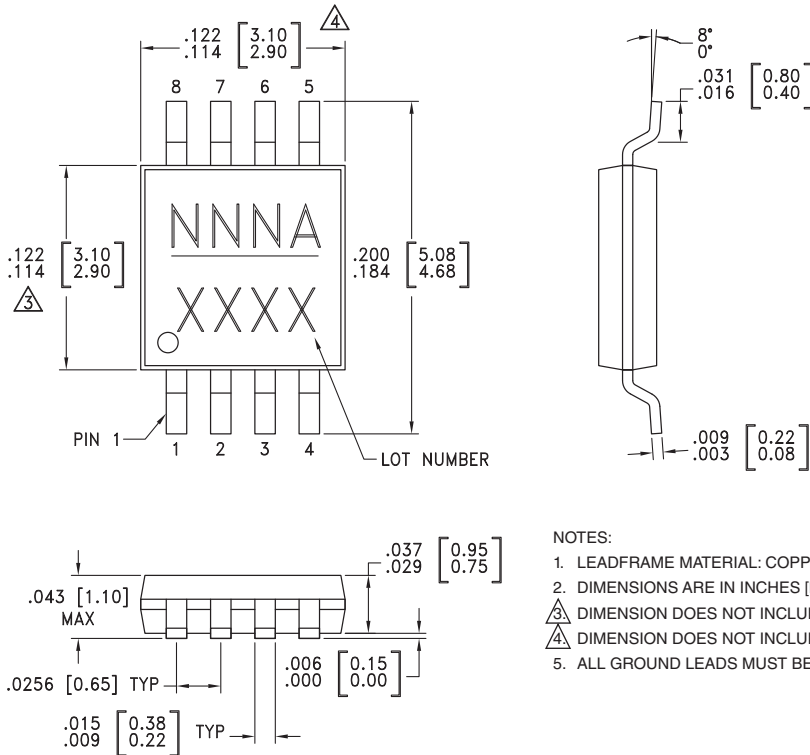 .122 [3.10]
.114 [2.90]
4
8 7 6 5
.122 [3.10]
.114 [2.90]
3
NNNA
XXXX
.200 [5.08]
.184 [4.68]
PIN 1
1 2 3 4
LOT NUMBER
8°
0°
.031 [0.80
.016 [0.40
.009 [0.22]
.003 [0.08]
.043 [1.10]
MAX
.037 [0.95]
.029 [0.75]
.0256 [0.65] TYP
.006 [0.15]
.000 [0.00]
.015 [0.38]
.009 [0.22]
TYP
NOTES:
1. LEADFRAME MATERIAL: COPP
2. DIMENSIONS ARE IN INCHES [
3. DIMENSION DOES NOT INCLU
4. DIMENSION DOES NOT INCLU
5. ALL GROUND LEADS MUST BE